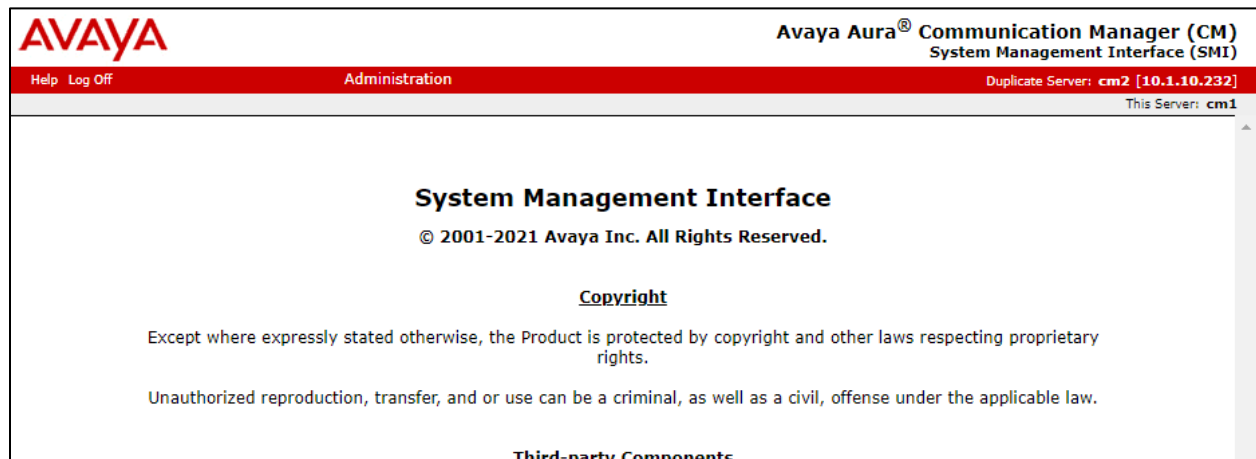 AVAYA
Avaya Aura® Communication Manager (CM)
System Management Interface (SMI)
Help Log Off Administration Duplicate Server: cm2 [10.1.10.232]
This Server: cm1
System Management Interface
© 2001-2021 Avaya Inc. All Rights Reserved.
Copyright
Except where expressly stated otherwise, the Product is protected by copyright and other laws respecting proprietary
rights.
Unauthorized reproduction, transfer, and or use can be a criminal, as well as a civil, offense under the applicable law.
Third-party Components